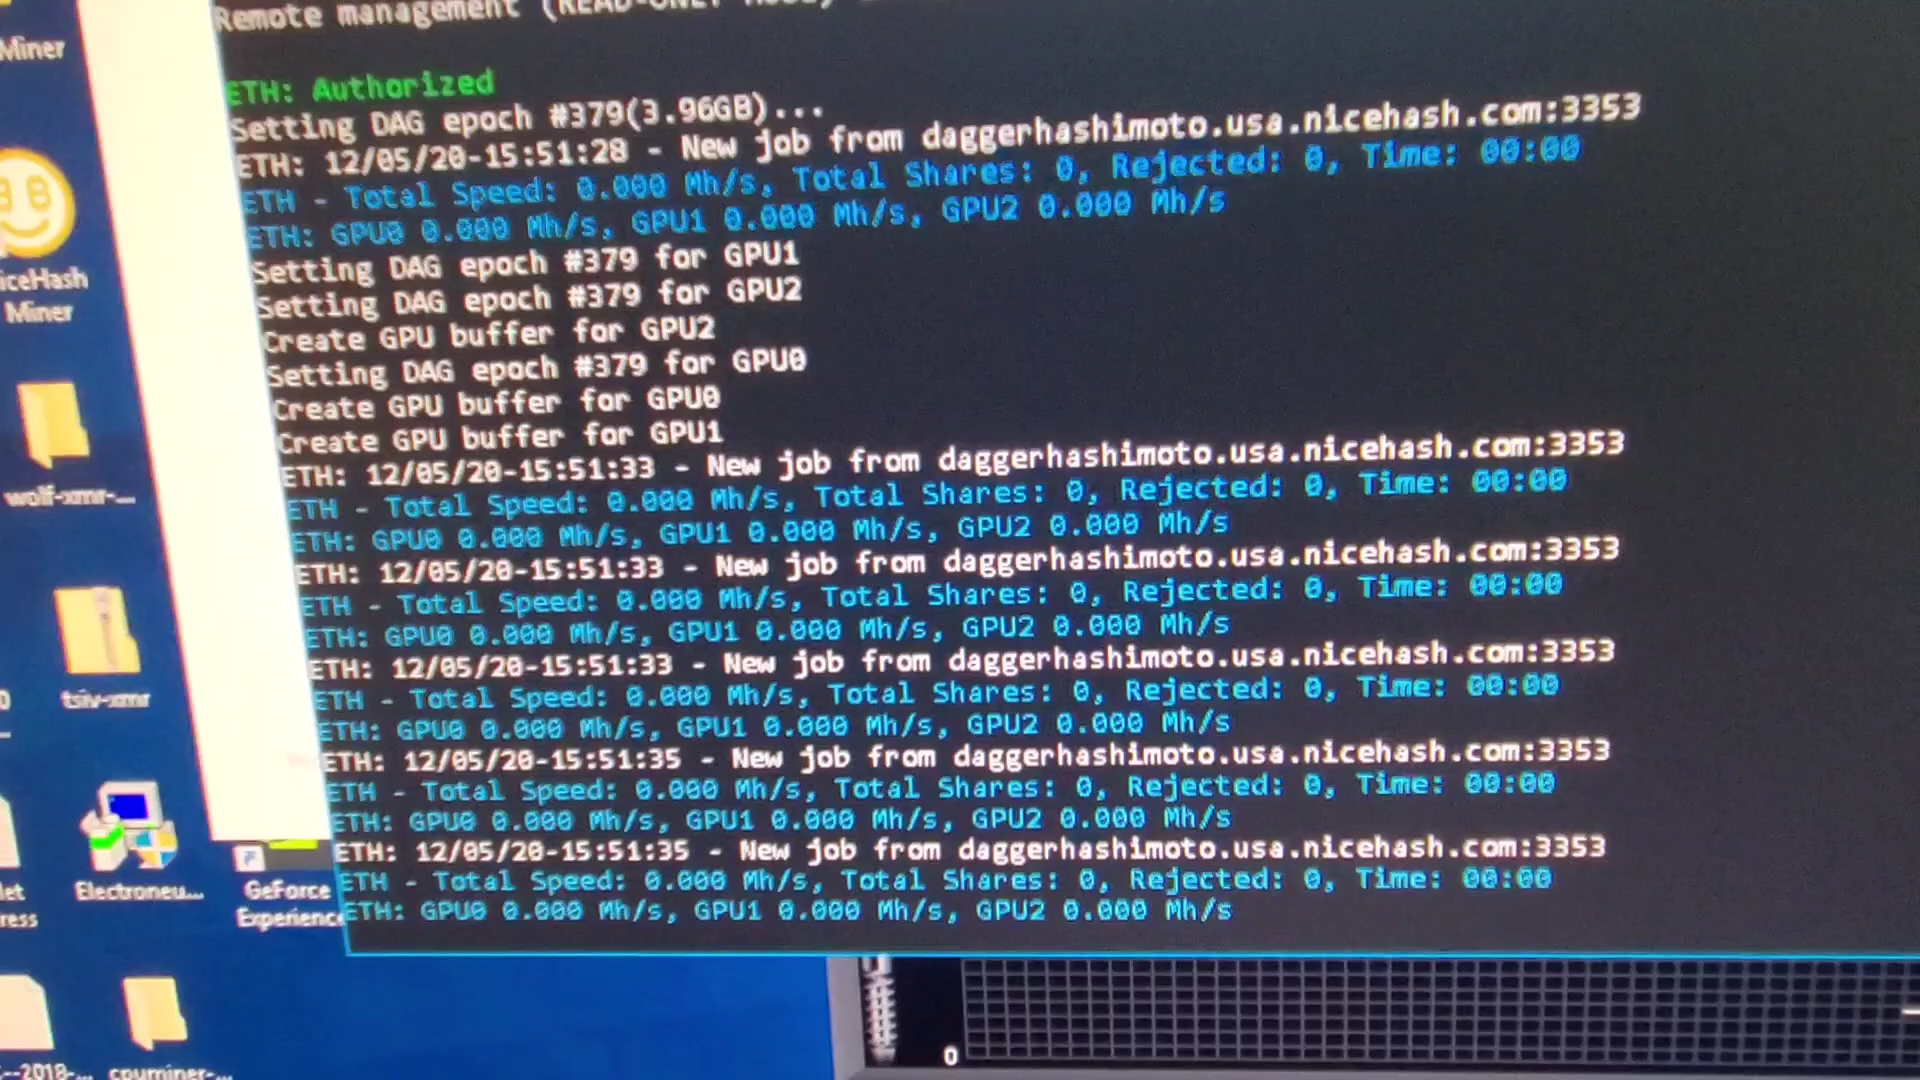 Remote management (READ-ONLY MODE)
ETH: Authorized
Setting DAG epoch #379(3.96GB)...
ETH: 12/05/20-15:51:28 - New job from daggerhashimoto.usa.nicehash.com:3353
ETH - Total Speed: 0.000 Mh/s, Total Shares: 0, Rejected: 0, Time: 00:00
ETH: GPU0 0.000 Mh/s, GPU1 0.000 Mh/s, GPU2 0.000 Mh/s
Setting DAG epoch #379 for GPU1
Setting DAG epoch #379 for GPU2
Create GPU buffer for GPU2
Setting DAG epoch #379 for GPU0
Create GPU buffer for GPU0
Create GPU buffer for GPU1
ETH: 12/05/20-15:51:33 - New job from daggerhashimoto.usa.nicehash.com:3353
ETH - Total Speed: 0.000 Mh/s, Total Shares: 0, Rejected: 0, Time: 00:00
ETH: GPU0 0.000 Mh/s, GPU1 0.000 Mh/s, GPU2 0.000 Mh/s
ETH: 12/05/20-15:51:33 - New job from daggerhashimoto.usa.nicehash.com:3353
ETH - Total Speed: 0.000 Mh/s, Total Shares: 0, Rejected: 0, Time: 00:00
ETH: GPU0 0.000 Mh/s, GPU1 0.000 Mh/s, GPU2 0.000 Mh/s
ETH: 12/05/20-15:51:33 - New job from daggerhashimoto.usa.nicehash.com:3353
ETH - Total Speed: 0.000 Mh/s, Total Shares: 0, Rejected: 0, Time: 00:00
ETH: GPU0 0.000 Mh/s, GPU1 0.000 Mh/s, GPU2 0.000 Mh/s
ETH: 12/05/20-15:51:35 - New job from daggerhashimoto.usa.nicehash.com:3353
ETH - Total Speed: 0.000 Mh/s, Total Shares: 0, Rejected: 0, Time: 00:00
ETH: GPU0 0.000 Mh/s, GPU1 0.000 Mh/s, GPU2 0.000 Mh/s
ETH: 12/05/20-15:51:35 - New job from daggerhashimoto.usa.nicehash.com:3353
ETH - Total Speed: 0.000 Mh/s, Total Shares: 0, Rejected: 0, Time: 00:00
ETH: GPU0 0.000 Mh/s, GPU1 0.000 Mh/s, GPU2 0.000 Mh/s
Miner
iceHash
Miner
wolf-xmr-...
tsiv-xmr
let
ress
Electroneu...
GeForce
Experience
--2018-...
cpuminer-...
0